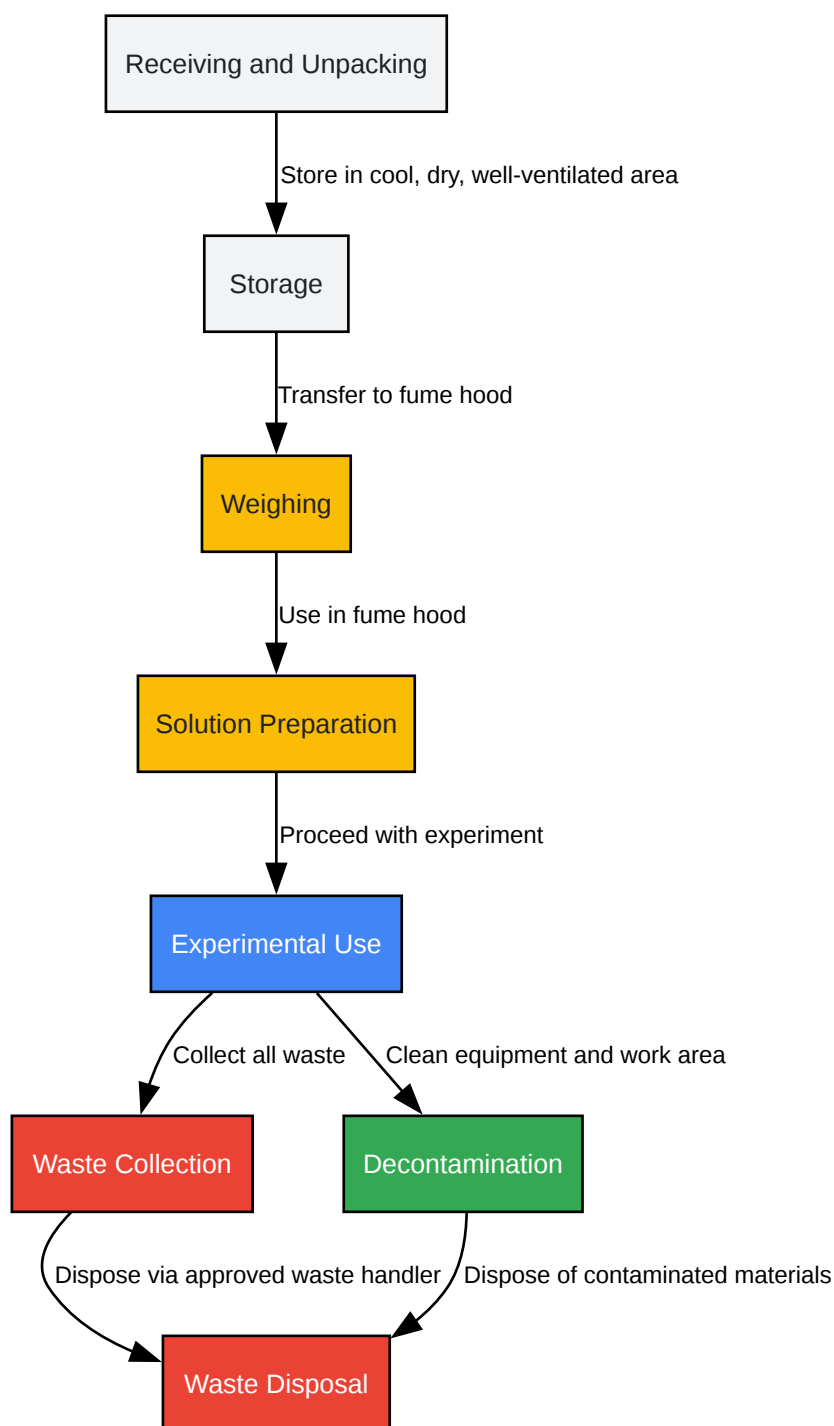 Receiving and Unpacking
Store in cool, dry, well-ventilated area
Storage
Transfer to fume hood
Weighing
Use in fume hood
Solution Preparation
Proceed with experiment
Experimental Use
Collect all waste
Clean equipment and work area
Waste Collection
Decontamination
Dispose via approved waste handler
Dispose of contaminated materials
Waste Disposal